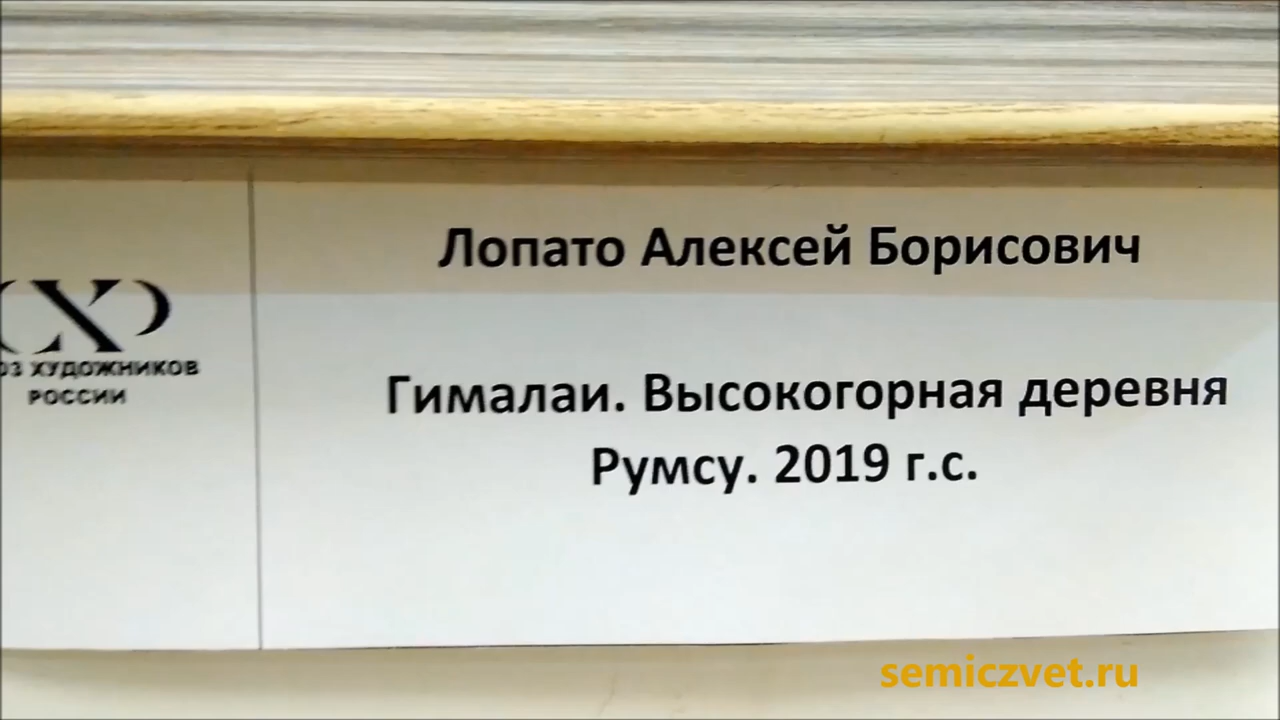 Лопато Алексей Борисович
Гималаи. Высокогорная деревня
Румсу. 2019 г.с.
ХУДОЖНИКОВ
РОССИИ
semiczvet.ru